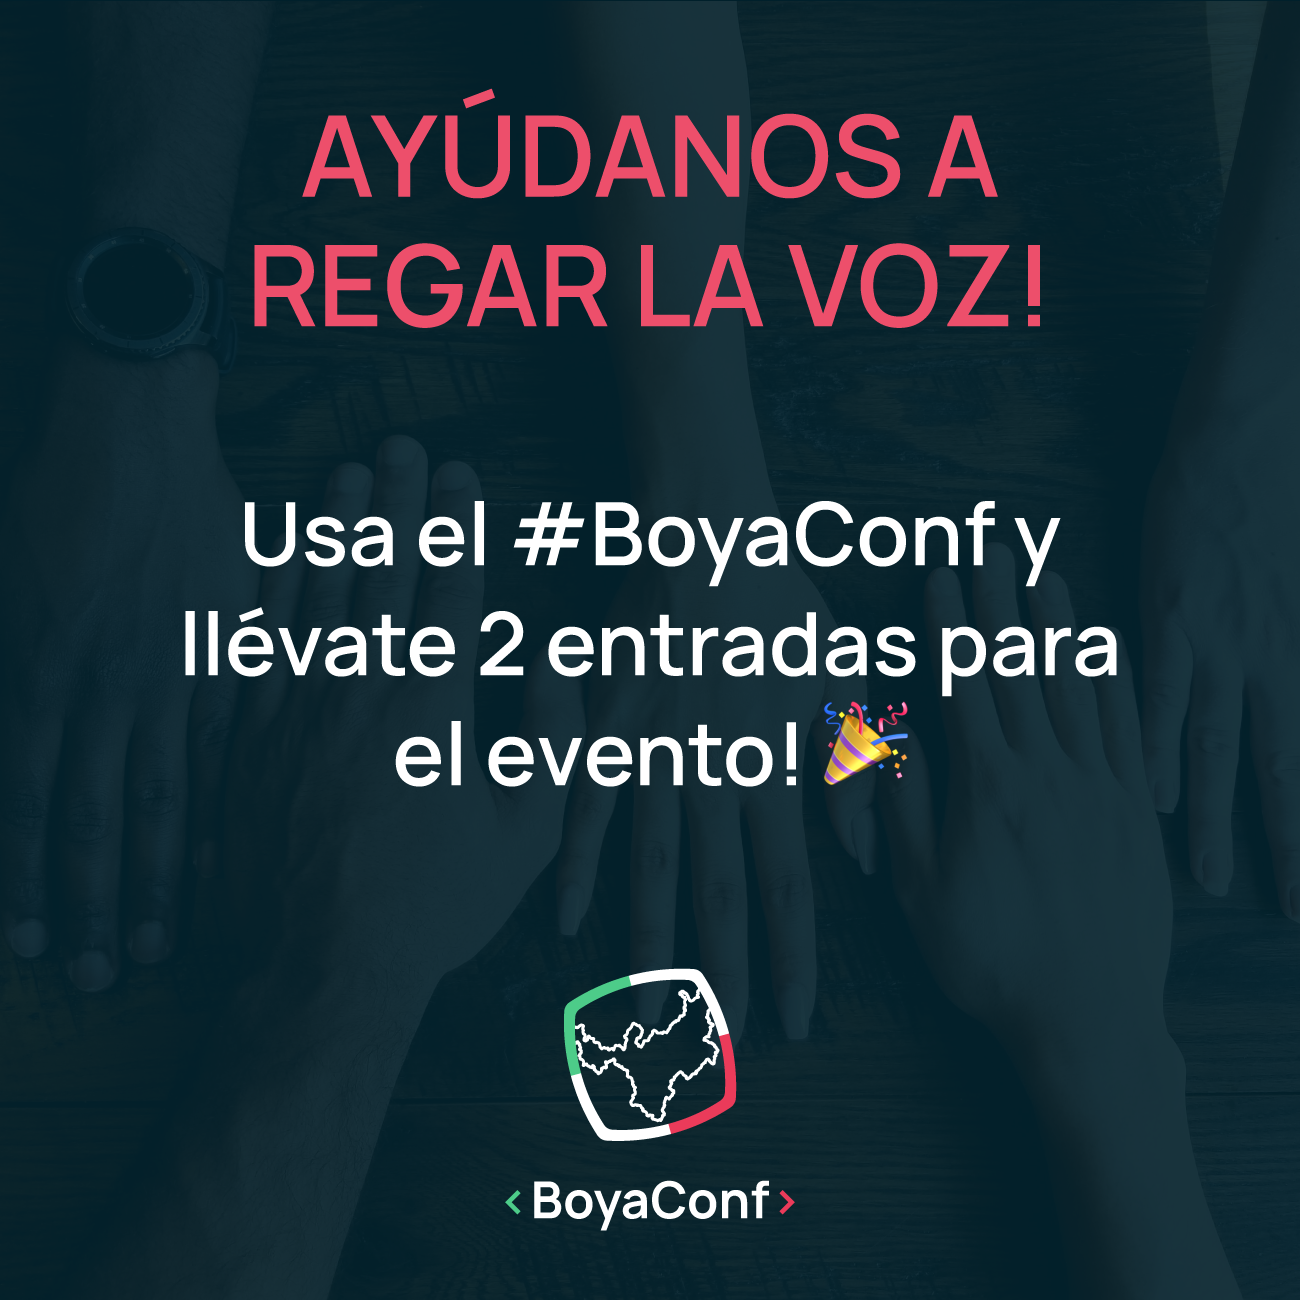 AYÚDANOS A
REGAR LA VOZ!
Usa el #BoyaConf y
llévate 2 entradas para
el evento! 🎉
<BoyaConf>